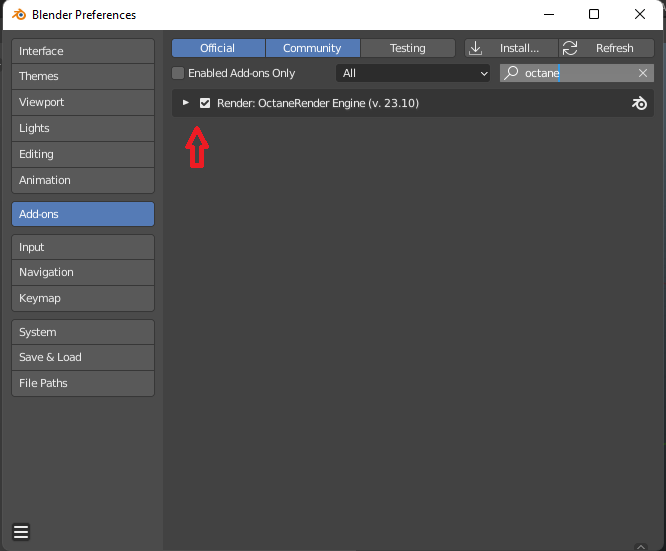 Blender Preferences
Interface
Themes
Viewport
Lights
Editing
Animation
Add-ons
Input
Navigation
Keymap
System
Save & Load
File Paths
Official Community Testing Install... Refresh
Enabled Add-ons Only All octane
Render: OctaneRender Engine (v. 23.10)